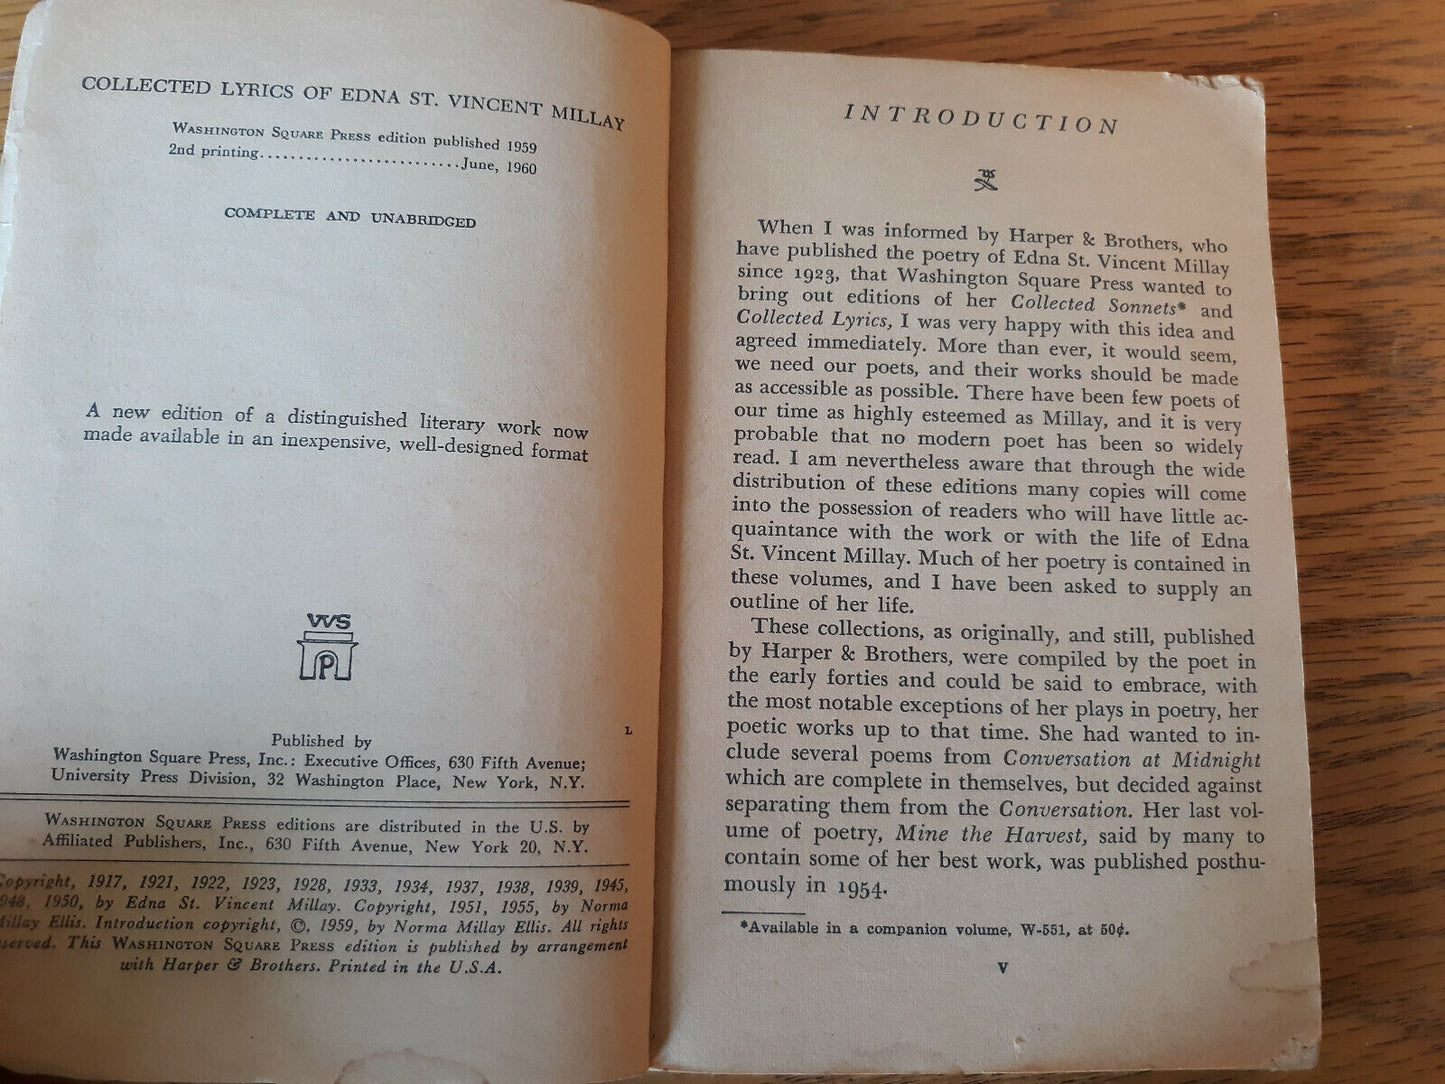 COLLECTED LYRICS OF EDNA ST. VINCENT MILLAY
WASHINGTON SQUARE PRESS edition published 1959
2nd printing..........................June, 1960
COMPLETE AND UNABRIDGED
A new edition of a distinguished literary work now
made available in an inexpensive, well-designed format
WS
P
L
Published by
Washington Square Press, Inc.: Executive Offices, 630 Fifth Avenue;
University Press Division, 32 Washington Place, New York, N.Y.
WASHINGTON SQUARE PRESS editions are distributed in the U.S. by
Affiliated Publishers, Inc., 630 Fifth Avenue, New York 20, N.Y.
Copyright, 1917, 1921, 1922, 1923, 1928, 1933, 1934, 1937, 1938, 1939, 1945,
1948, 1950, by Edna St. Vincent Millay. Copyright, 1951, 1955, by Norma
Millay Ellis. Introduction copyright, ©, 1959, by Norma Millay Ellis. All rights
reserved. This WASHINGTON SQUARE PRESS edition is published by arrangement
with Harper & Brothers. Printed in the U.S.A.
INTRODUCTION
When I was informed by Harper & Brothers, who
have published the poetry of Edna St. Vincent Millay
since 1923, that Washington Square Press wanted to
bring out editions of her Collected Sonnets* and
Collected Lyrics, I was very happy with this idea and
agreed immediately. More than ever, it would seem,
we need our poets, and their works should be made
as accessible as possible. There have been few poets of
our time as highly esteemed as Millay, and it is very
probable that no modern poet has been so widely
read. I am nevertheless aware that through the wide
distribution of these editions many copies will come
into the possession of readers who will have little ac-
quaintance with the work or with the life of Edna
St. Vincent Millay. Much of her poetry is contained in
these volumes, and I have been asked to supply an
outline of her life.
These collections, as originally, and still, published
by Harper & Brothers, were compiled by the poet in
the early forties and could be said to embrace, with
the most notable exceptions of her plays in poetry, her
poetic works up to that time. She had wanted to in-
clude several poems from Conversation at Midnight
which are complete in themselves, but decided against
separating them from the Conversation. Her last vol-
ume of poetry, Mine the Harvest, said by many to
contain some of her best work, was published posthu-
mously in 1954.
*Available in a companion volume, W-551, at 50¢.
V